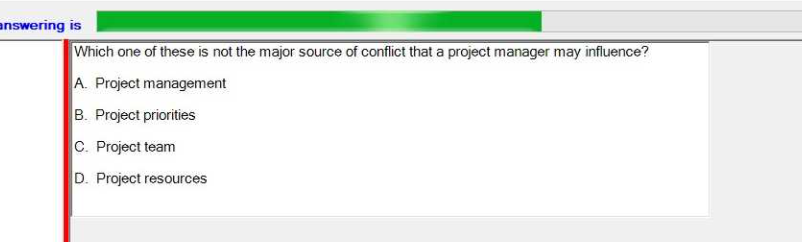 answering is
Which one of these is not the major source of conflict that a project manager may influence?
A. Project management
B. Project priorities
C. Project team
D. Project resources